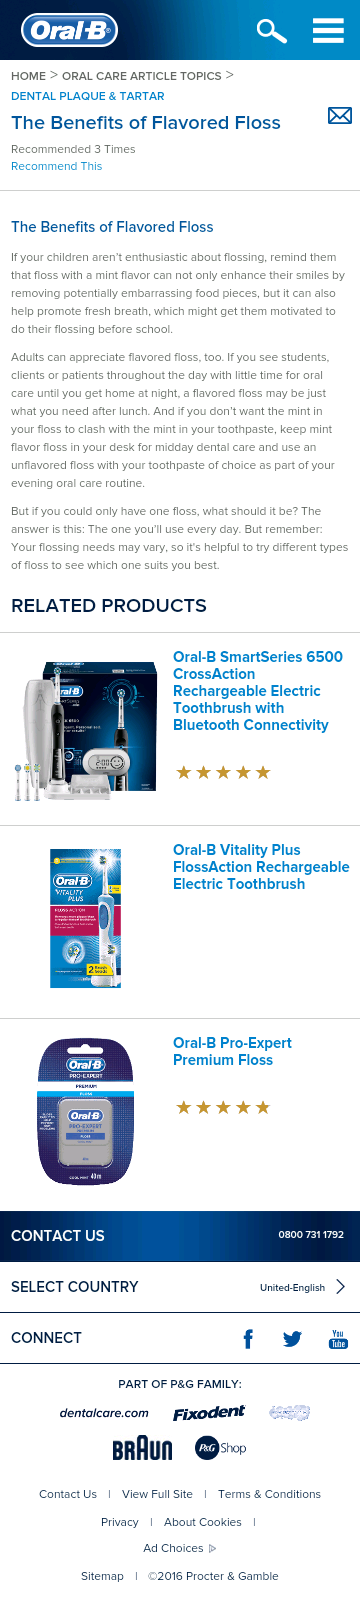 Oral-B
HOME > ORAL CARE ARTICLE TOPICS >
DENTAL PLAQUE & TARTAR
The Benefits of Flavored Floss
Recommended 3 Times
Recommend This
The Benefits of Flavored Floss
If your children aren't enthusiastic about flossing, remind them
that floss with a mint flavor can not only enhance their smiles by
removing potentially embarrassing food pieces, but it can also
help promote fresh breath, which might get them motivated to
do their flossing before school.
Adults can appreciate flavored floss, too. If you see students,
clients or patients throughout the day with little time for oral
care until you get home at night, a flavored floss may be just
what you need after lunch. And if you don't want the mint in
your floss to clash with the mint in your toothpaste, keep mint
flavor floss in your desk for midday dental care and use an
unflavored floss with your toothpaste of choice as part of your
evening oral care routine.
But if you could only have one floss, what should it be? The
answer is this: The one you'll use every day. But remember:
Your flossing needs may vary, so it's helpful to try different types
of floss to see which one suits you best.
RELATED PRODUCTS
Oral-B SmartSeries 6500
CrossAction
Rechargeable Electric
Toothbrush with
Bluetooth Connectivity
Oral-B Vitality Plus
FlossAction Rechargeable
Electric Toothbrush
Oral-B
VITALITY
PLUS
FLOSS ACTION
2 Brush
heads
Oral-B Pro-Expert
Premium Floss
Oral-B
PRO-EXPERT
PREMIUM
FLOSS
Oral-B
PRO-EXPERT
FLOSS
COOL MINT 40m
CONTACT US
0800 731 1792
SELECT COUNTRY
United-English
CONNECT
You
Tube
PART OF P&G FAMILY:
dentalcare.com
Fixodent
BRAUN
P&G Shop
Contact Us | View Full Site | Terms & Conditions
Privacy | About Cookies |
Ad Choices
Sitemap | ©2016 Procter & Gamble